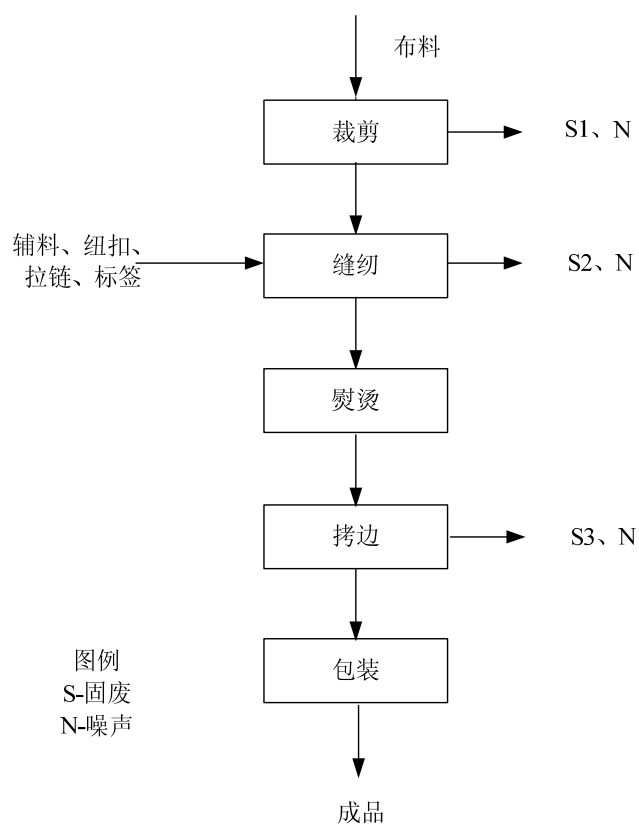 布料
裁剪
S1、N
辅料、纽扣、
拉链、标签
缝纫
S2、N
熨烫
拷边
S3、N
包装
图例
S-固废
N-噪声
成品